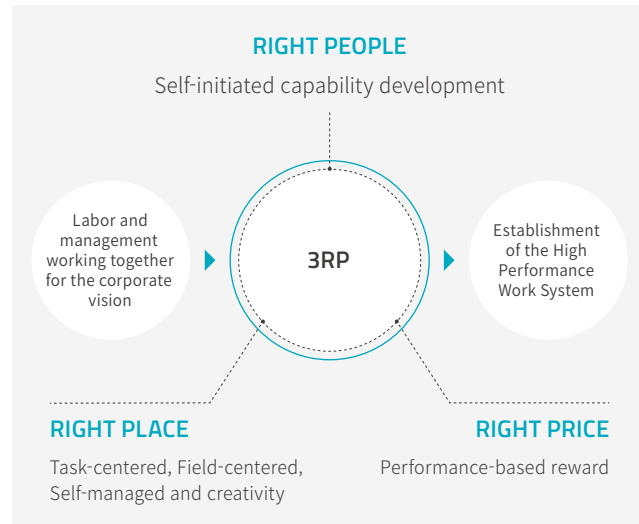 RIGHT PEOPLE
Self-initiated capability development
Labor and
management
working together
for the corporate
vision
3RP
Establishment
of the High
Performance
Work System
RIGHT PLACE
Task-centered, Field-centered,
Self-managed and creativity
RIGHT PRICE
Performance-based reward